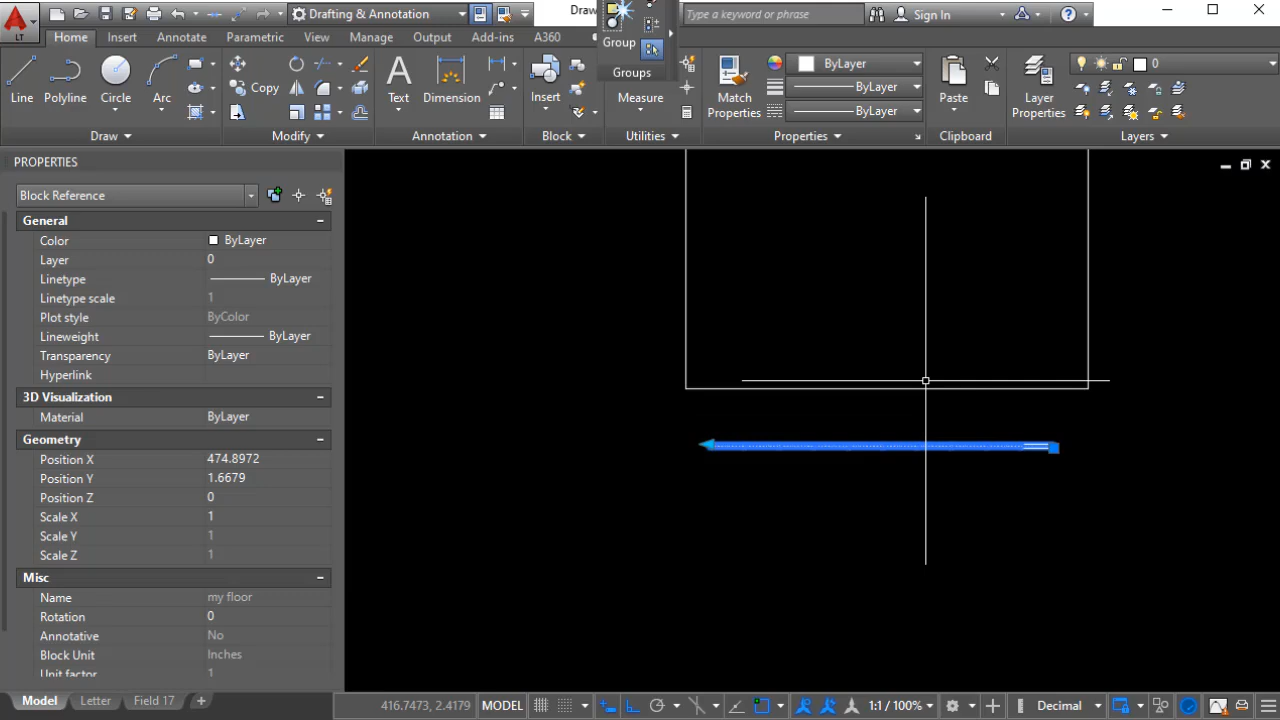 Drafting & Annotation
Draw
Type a keyword or phrase
Sign In
LT
Home Insert Annotate Parametric View Manage Output Add-ins A360
Group
Groups
Line Polyline Circle Arc
Copy
Text Dimension
Insert
Measure
Match Properties
ByLayer
ByLayer
ByLayer
Paste
Layer Properties
0
Draw Modify Annotation Block Utilities Properties Clipboard Layers
PROPERTIES
Block Reference
General
Color ByLayer
Layer 0
Linetype ByLayer
Linetype scale 1
Plot style ByColor
Lineweight ByLayer
Transparency ByLayer
Hyperlink
3D Visualization
Material ByLayer
Geometry
Position X 474.8972
Position Y 1.6679
Position Z 0
Scale X 1
Scale Y 1
Scale Z 1
Misc
Name my floor
Rotation 0
Annotative No
Block Unit Inches
Unit factor 1
Model Letter Field 17 +
416.7473, 2.4179 MODEL 1:1 / 100% Decimal